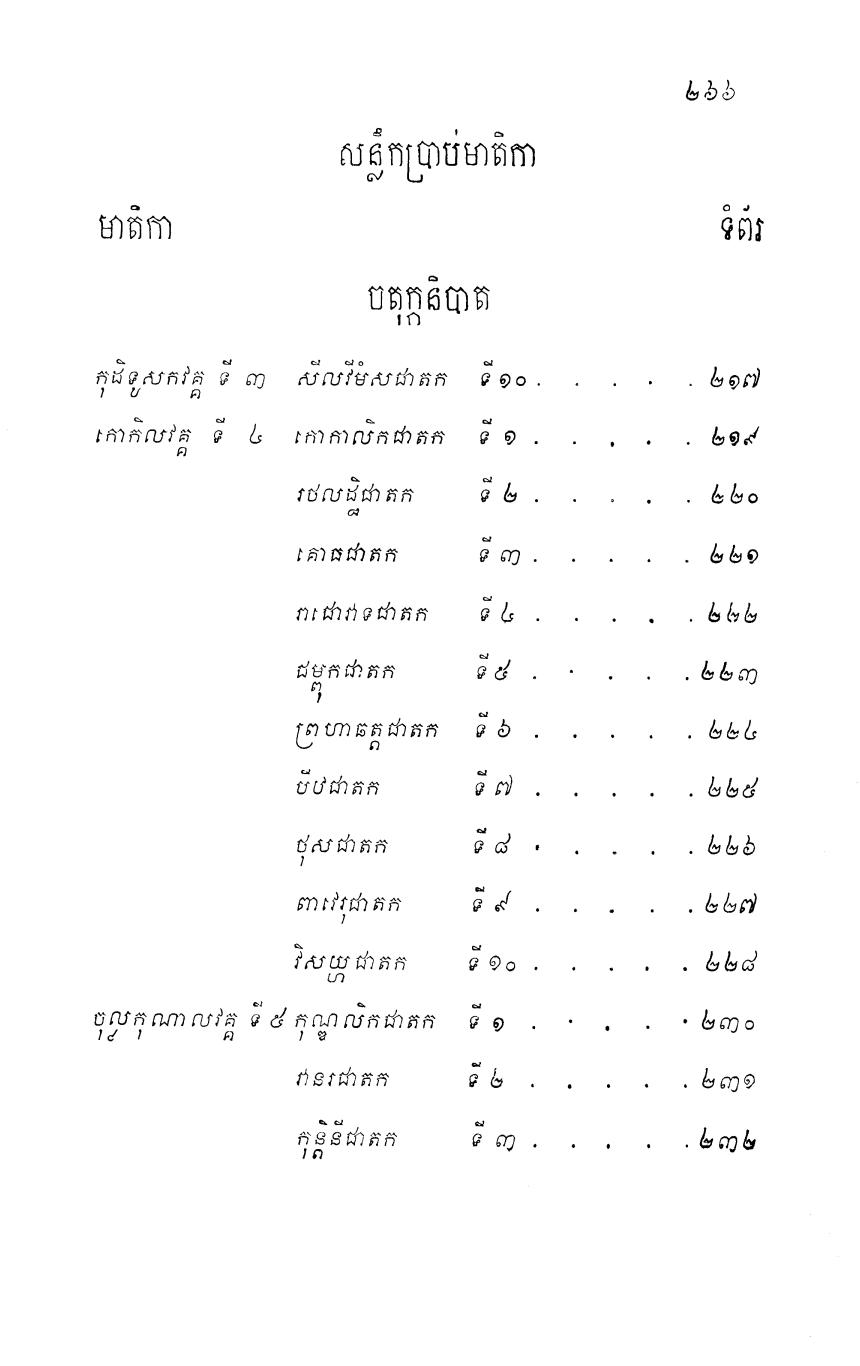 ២៦៦
សន្លឹកប្រាប់មាតិកា
មាតិកា ទំព័រ
ចតុក្កនិបាត
កុដិទូសកវគ្គ ទី ៣ សីលវីមំសជាតក ទី ១០ . . . . . ២១៧
កោកិលវគ្គ ទី ៤ កោកាលិកជាតក ទី ១ . . . . . ២១៩
រថលដ្ឋិជាតក ទី ២ . . . . . ២២០
គោធជាតក ទី ៣ . . . . . ២២១
រាជោវាទជាតក ទី ៤ . . . . . ២២២
ជម្ពុកជាតក ទី ៥ . . . . . ២២៣
ព្រហាឆត្តជាតក ទី ៦ . . . . . ២២៤
បីឋជាតក ទី ៧ . . . . . ២២៥
ថុសជាតក ទី ៨ . . . . . ២២៦
ពាវេរុជាតក ទី ៩ . . . . . ២២៧
វិសយ្ហជាតក ទី ១០ . . . . . ២២៨
ចុល្លកុណាលវគ្គ ទី ៥ កុណ្ឌលិកជាតក ទី ១ . . . . . ២៣០
វានរជាតក ទី ២ . . . . . ២៣១
កុន្តិនីជាតក ទី ៣ . . . . . ២៣២